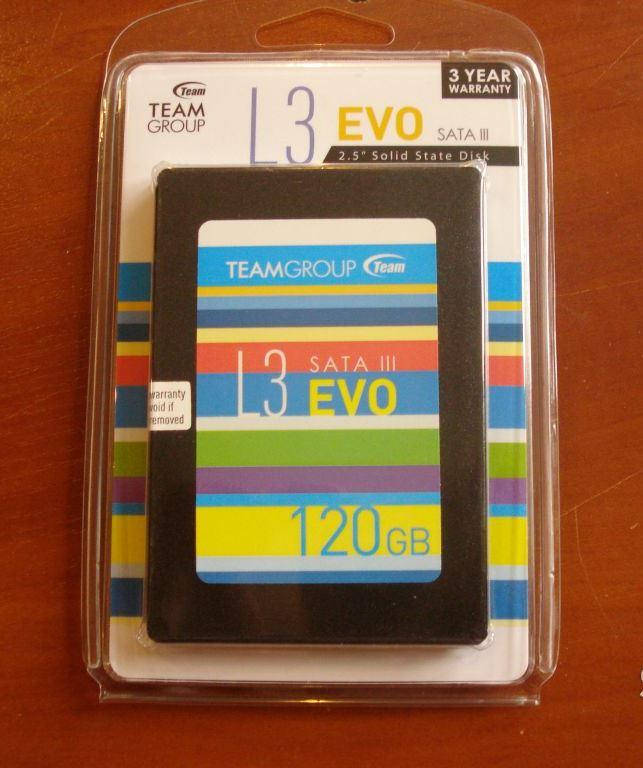 Team
TEAM
GROUP
L3 EVO SATA III
2.5" Solid State Disk
3 YEAR
WARRANTY
TEAMGROUP Team
L3 SATA III
EVO
warranty
void if
removed
120GB